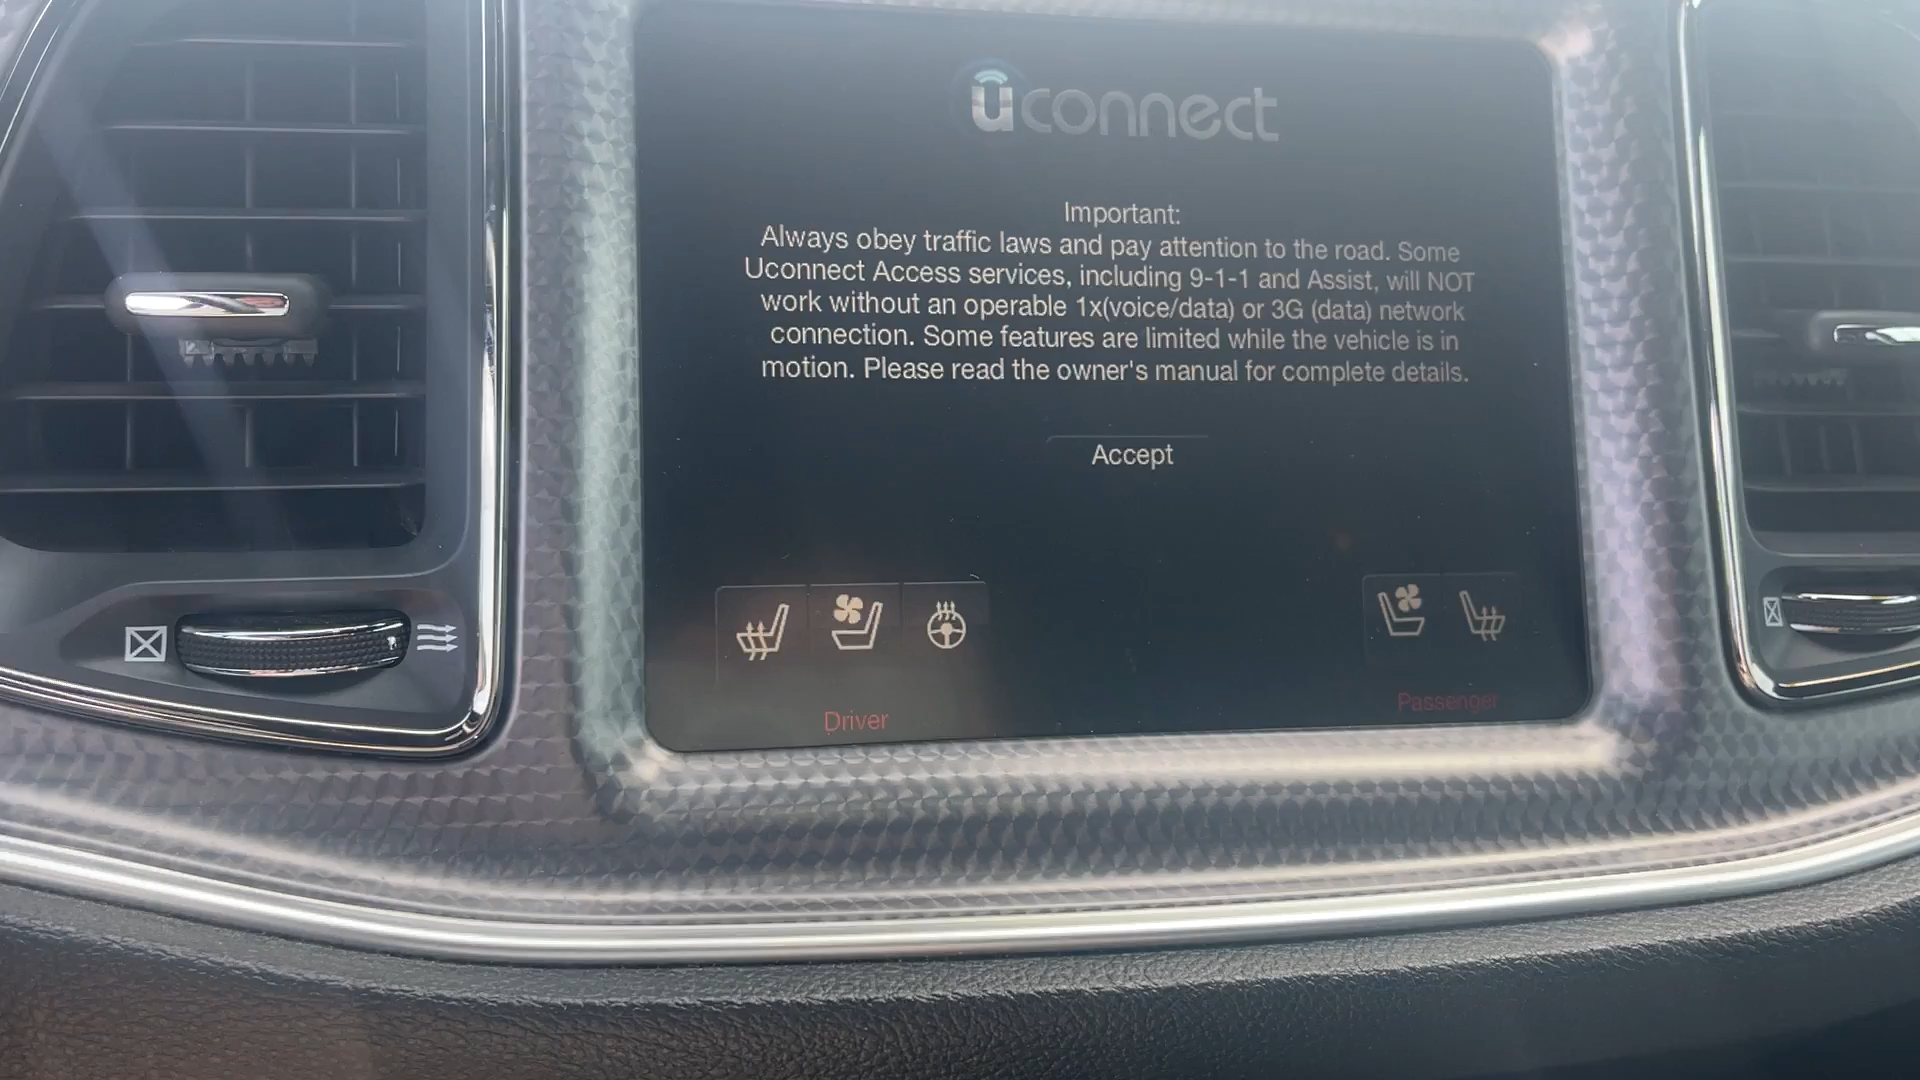 uconnect
Important:
Always obey traffic laws and pay attention to the road. Some
Uconnect Access services, including 9-1-1 and Assist, will NOT
work without an operable 1x(voice/data) or 3G (data) network
connection. Some features are limited while the vehicle is in
motion. Please read the owner's manual for complete details.
Accept
Driver
Passenger